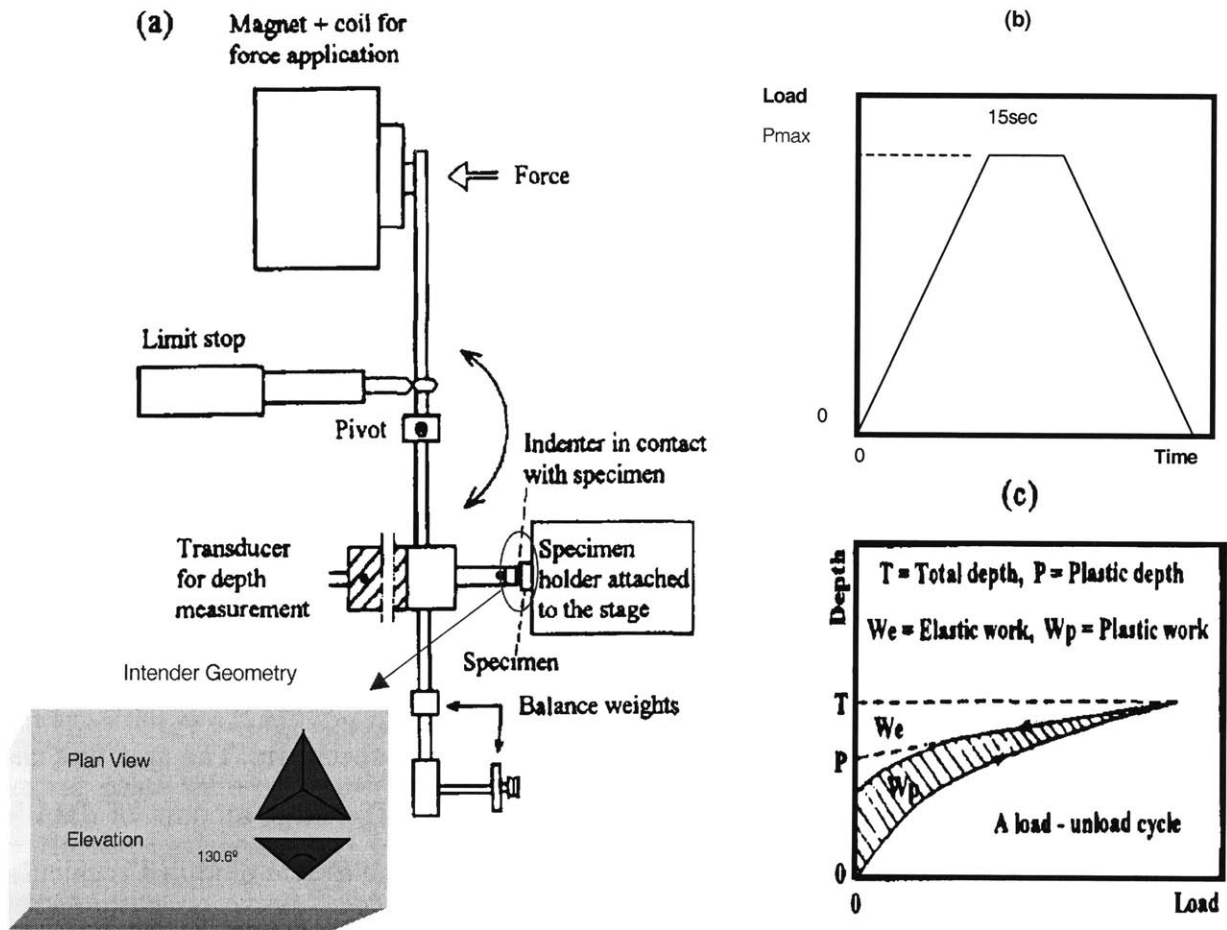 (a)
Magnet + coil for
force application
Force
Limit stop
Pivot
Indenter in contact
with specimen
Transducer
for depth
measurement
Specimen
holder attached
to the stage
Specimen
Intender Geometry
Balance weights
Plan View
Elevation
130.6º
(b)
Load
Pmax
15sec
0
0
Time
(c)
Depth
T = Total depth, P = Plastic depth
We = Elastic work, Wp = Plastic work
T
We
P
Wp
A load - unload cycle
0
0
Load